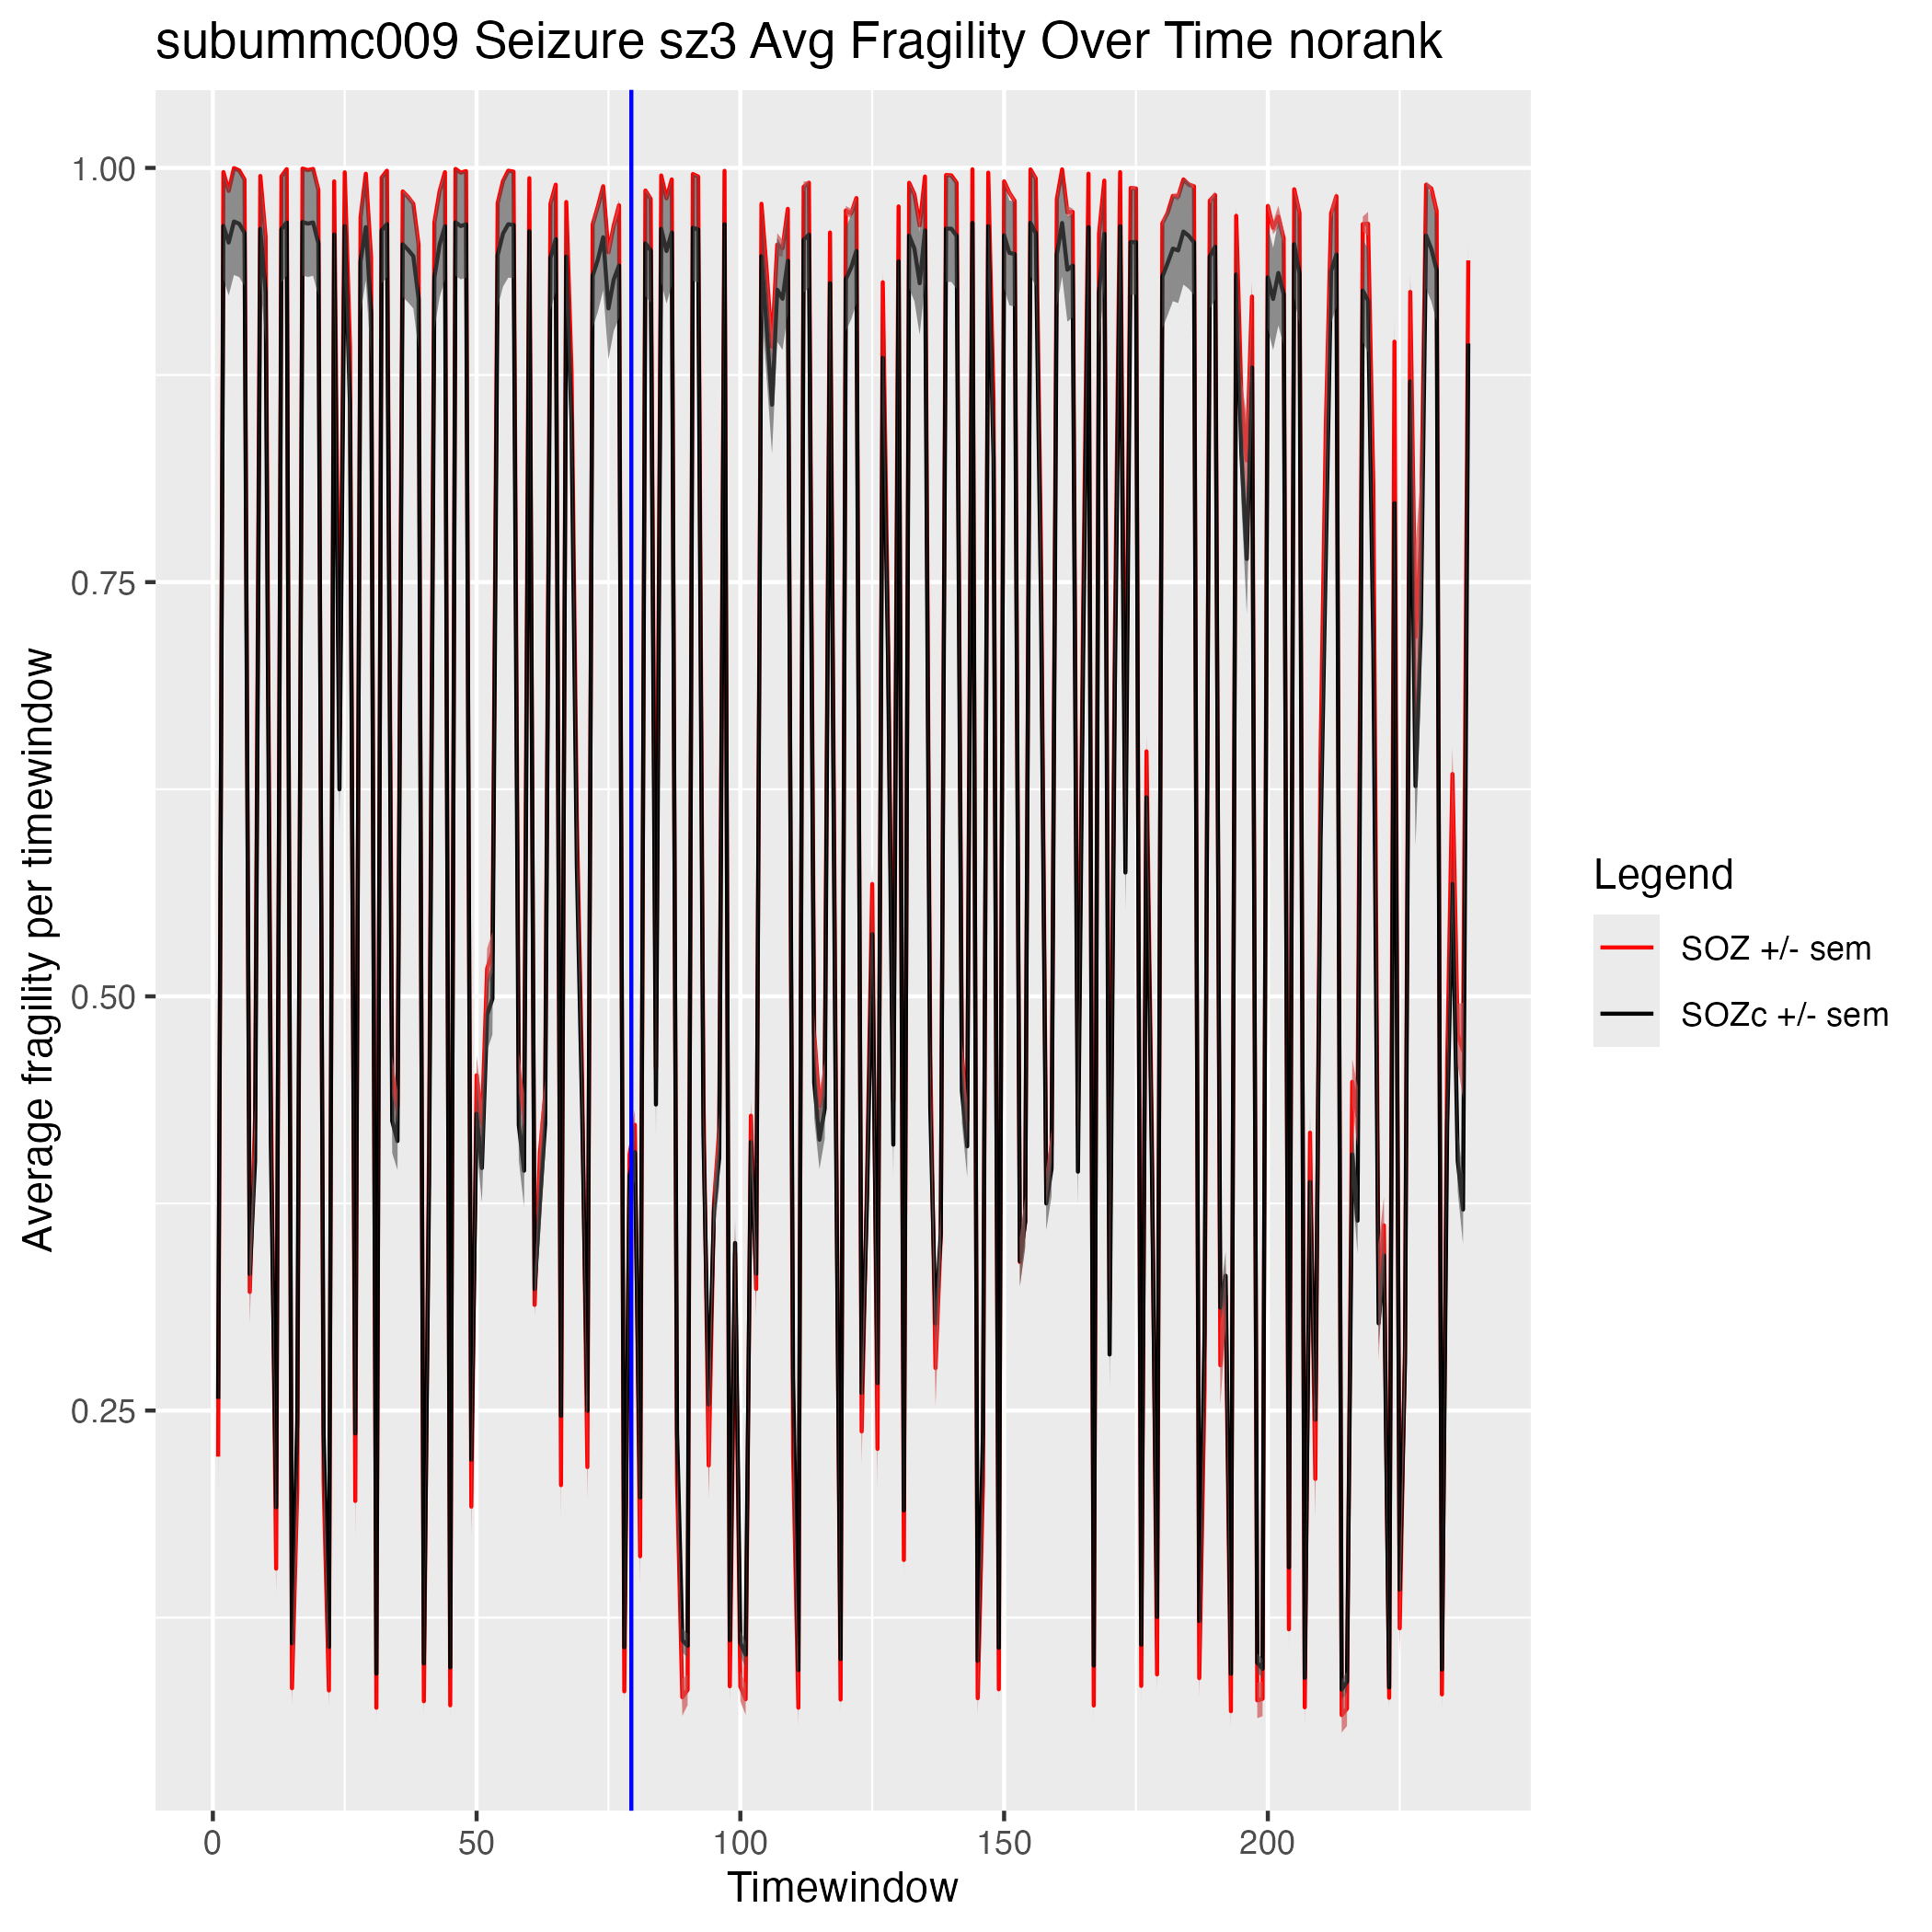 subummc009 Seizure sz3 Avg Fragility Over Time norank
Average fragility per timewindow
1.00
0.75
0.50
0.25
0
50
100
150
200
Timewindow
Legend
SOZ +/- sem
SOZc +/- sem